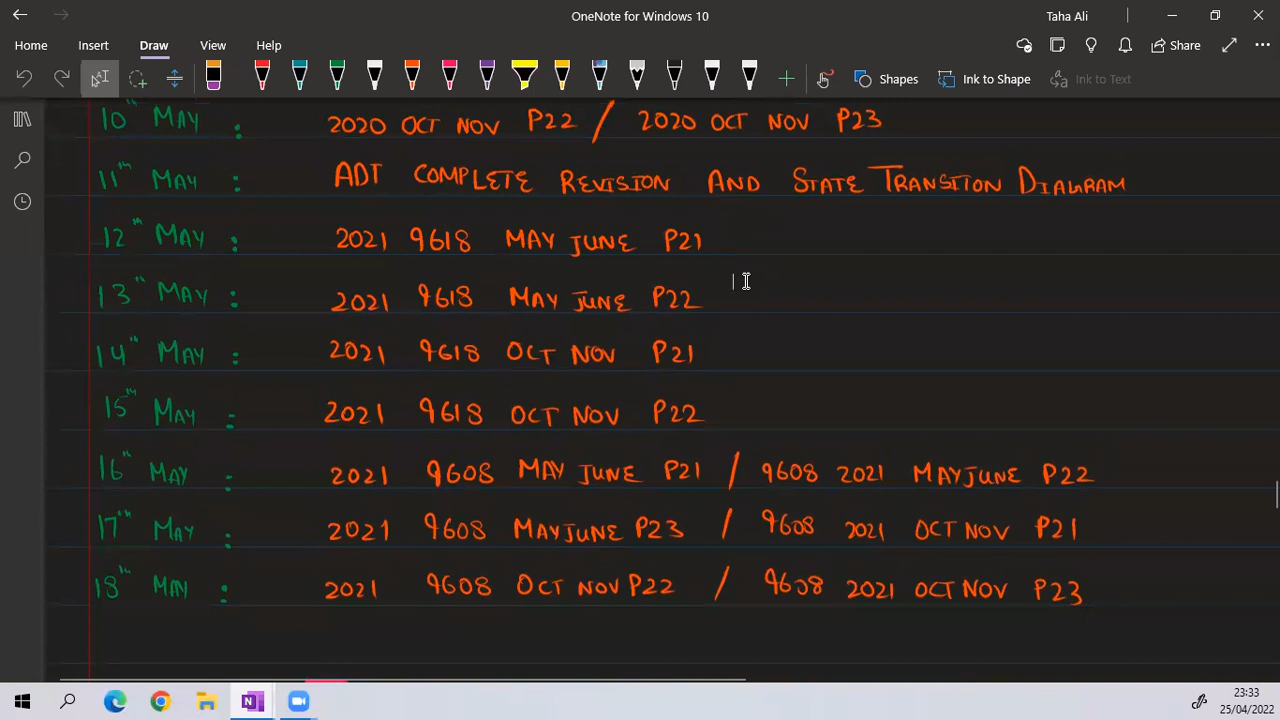 OneNote for Windows 10
Taha Ali
Home Insert Draw View Help
Share
Shapes
Ink to Shape
Ink to Text
10th MAY : 2020 OCT NOV P22 / 2020 OCT NOV P23
11th MAY : ADT COMPLETE REVISION AND STATE TRANSITION DIAGRAM
12th MAY : 2021 9618 MAY JUNE P21
13th MAY : 2021 9618 MAY JUNE P22
14th MAY : 2021 9618 OCT NOV P21
15th MAY : 2021 9618 OCT NOV P22
16th MAY : 2021 9608 MAY JUNE P21 / 9608 2021 MAYJUNE P22
17th MAY : 2021 9608 MAYJUNE P23 / 9608 2021 OCT NOV P21
18th MAY : 2021 9608 OCT NOV P22 / 9608 2021 OCT NOV P23
23:33
25/04/2022